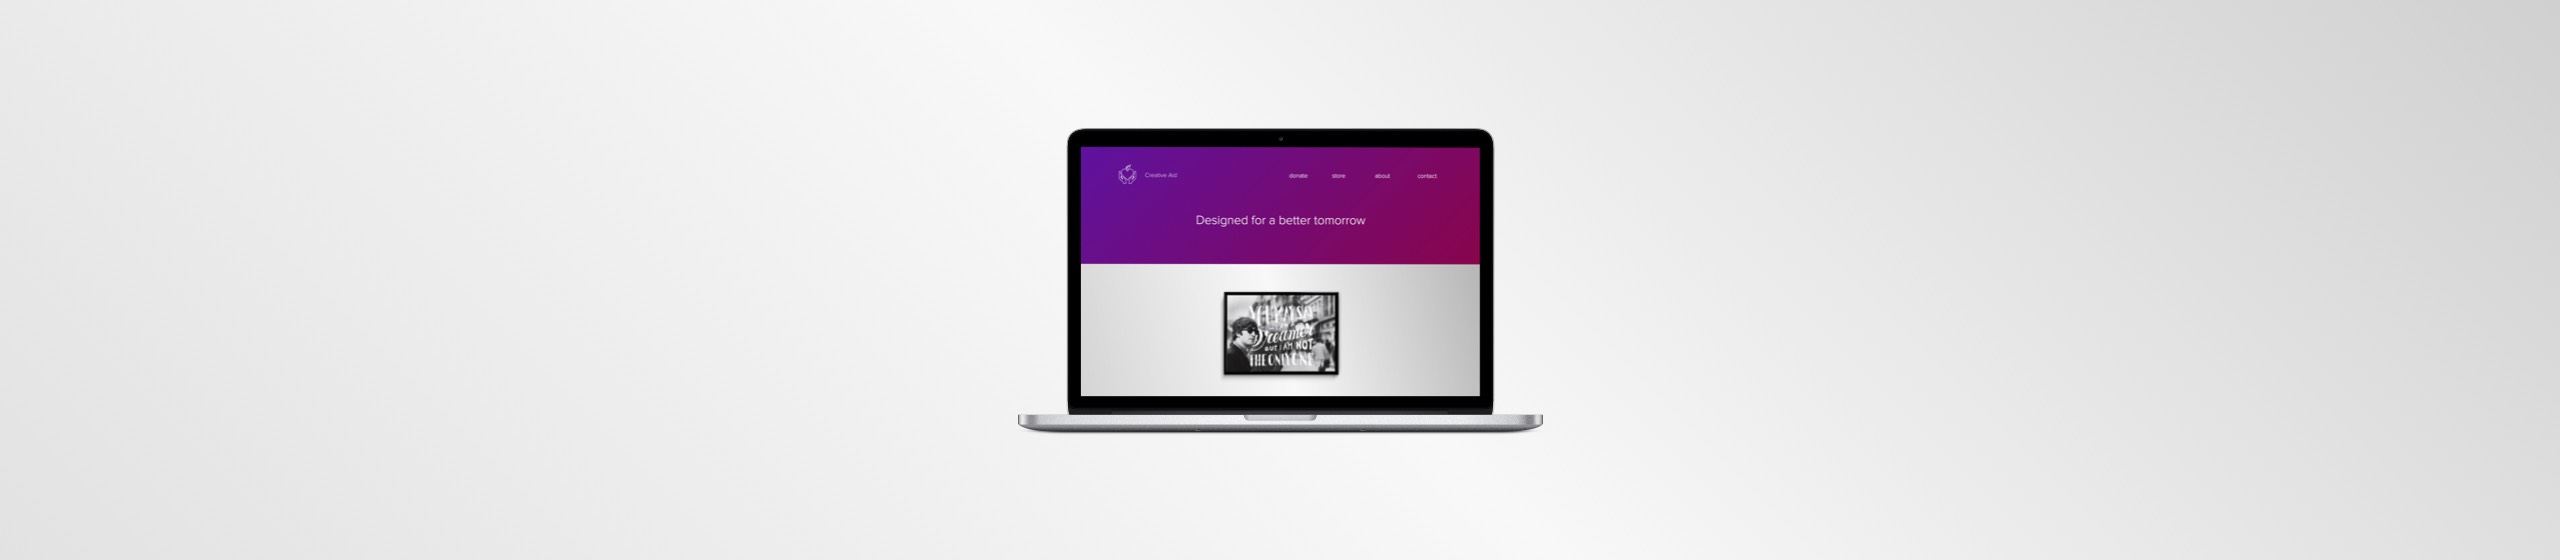 Creative Aid
donate store about contact
Designed for a better tomorrow
YOU MAY SAY
Dreamer
BUT I AM NOT
THE ONLY ONE